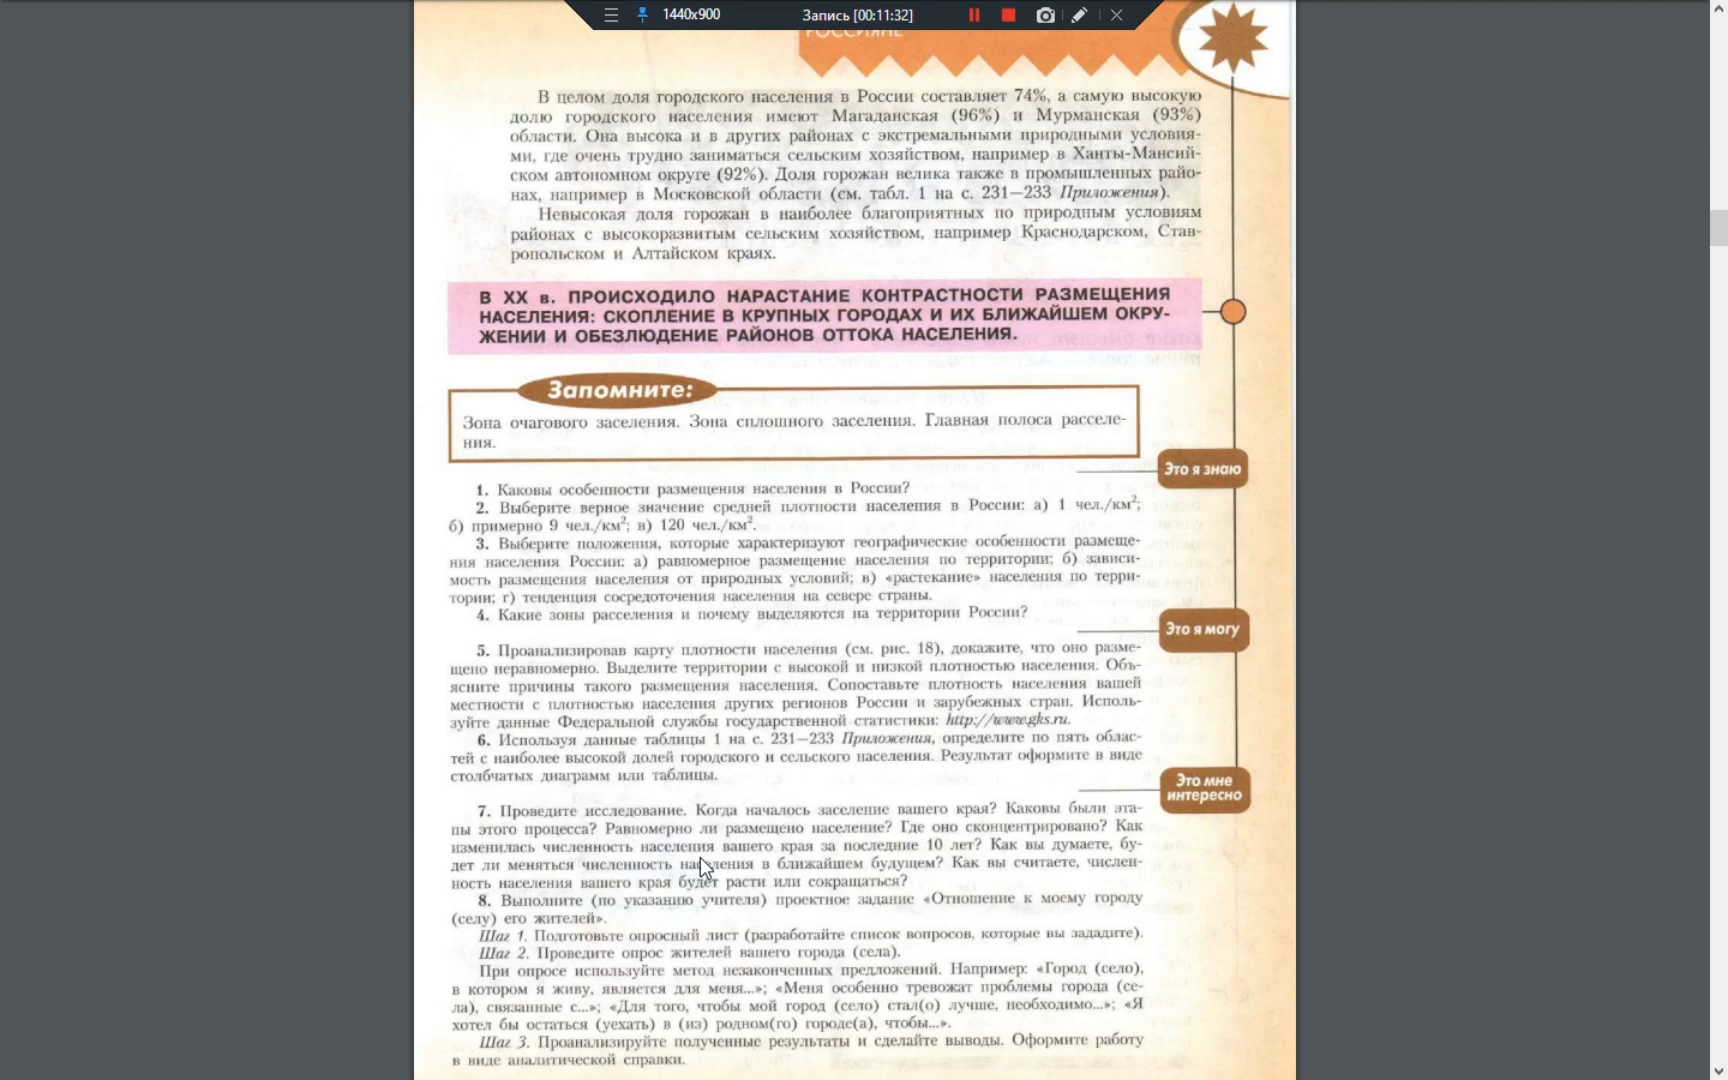 1440x900
Запись [00:11:32]
РОССИЯНЕ
В целом доля городского населения в России составляет 74%, а самую высокую
долю городского населения имеют Магаданская (96%) и Мурманская (93%)
области. Она высока и в других районах с экстремальными природными условия-
ми, где очень трудно заниматься сельским хозяйством, например в Ханты-Мансий-
ском автономном округе (92%). Доля горожан велика также в промышленных райо-
нах, например в Московской области (см. табл. 1 на с. 231—233 Приложения).
Невысокая доля горожан в наиболее благоприятных по природным условиям
районах с высокоразвитым сельским хозяйством, например Краснодарском, Став-
ропольском и Алтайском краях.
В XX в. ПРОИСХОДИЛО НАРАСТАНИЕ КОНТРАСТНОСТИ РАЗМЕЩЕНИЯ
НАСЕЛЕНИЯ: СКОПЛЕНИЕ В КРУПНЫХ ГОРОДАХ И ИХ БЛИЖАЙШЕМ ОКРУ-
ЖЕНИИ И ОБЕЗЛЮДЕНИЕ РАЙОНОВ ОТТОКА НАСЕЛЕНИЯ.
Запомните:
Зона очагового заселения. Зона сплошного заселения. Главная полоса расселе-
ния.
Это я знаю
1. Каковы особенности размещения населения в России?
2. Выберите верное значение средней плотности населения в России: а) 1 чел./км²;
б) примерно 9 чел./км²; в) 120 чел./км².
3. Выберите положения, которые характеризуют географические особенности размеще-
ния населения России: а) равномерное размещение населения по территории; б) зависи-
мость размещения населения от природных условий; в) «растекание» населения по терри-
тории; г) тенденция сосредоточения населения на севере страны.
4. Какие зоны расселения и почему выделяются на территории России?
Это я могу
5. Проанализировав карту плотности населения (см. рис. 18), докажите, что оно разме-
щено неравномерно. Выделите территории с высокой и низкой плотностью населения. Объ-
ясните причины такого размещения населения. Сопоставьте плотность населения вашей
местности с плотностью населения других регионов России и зарубежных стран. Исполь-
зуйте данные Федеральной службы государственной статистики: http://www.gks.ru.
6. Используя данные таблицы 1 на с. 231—233 Приложения, определите по пять облас-
тей с наиболее высокой долей городского и сельского населения. Результат оформите в виде
столбчатых диаграмм или таблицы.
Это мне
интересно
7. Проведите исследование. Когда началось заселение вашего края? Каковы были эта-
пы этого процесса? Равномерно ли размещено население? Где оно сконцентрировано? Как
изменилась численность населения вашего края за последние 10 лет? Как вы думаете, бу-
дет ли меняться численность населения в ближайшем будущем? Как вы считаете, числен-
ность населения вашего края будет расти или сокращаться?
8. Выполните (по указанию учителя) проектное задание «Отношение к моему городу
(селу) его жителей».
Шаг 1. Подготовьте опросный лист (разработайте список вопросов, которые вы зададите).
Шаг 2. Проведите опрос жителей вашего города (села).
При опросе используйте метод незаконченных предложений. Например: «Город (село),
в котором я живу, является для меня...»; «Меня особенно тревожат проблемы города (се-
ла), связанные с...»; «Для того, чтобы мой город (село) стал(о) лучше, необходимо...»; «Я
хотел бы остаться (уехать) в (из) родном(го) городе(а), чтобы...».
Шаг 3. Проанализируйте полученные результаты и сделайте выводы. Оформите работу
в виде аналитической справки.